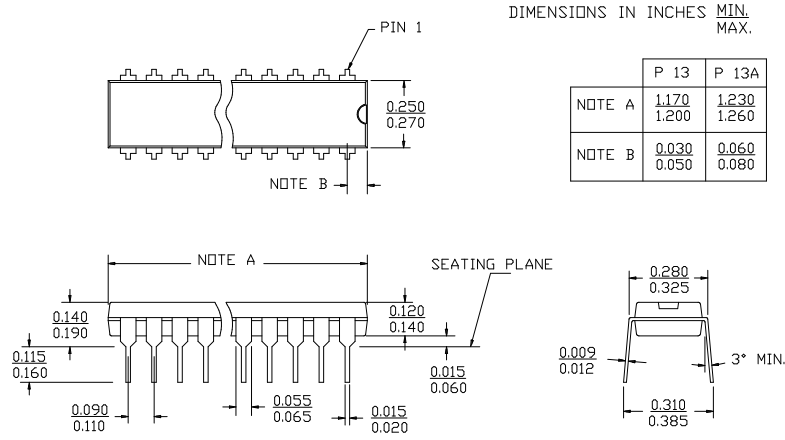 DIMENSIONS IN INCHES MIN.
MAX.
PIN 1
P 13 P 13A
NOTE A 1.170 1.230
1.200 1.260
NOTE B 0.030 0.060
0.050 0.080
0.250
0.270
NOTE B
NOTE A
SEATING PLANE
0.280
0.325
0.140
0.190
0.120
0.140
0.115
0.160
0.009
0.012
3° MIN.
0.015
0.060
0.090
0.110
0.055
0.065
0.015
0.020
0.310
0.385